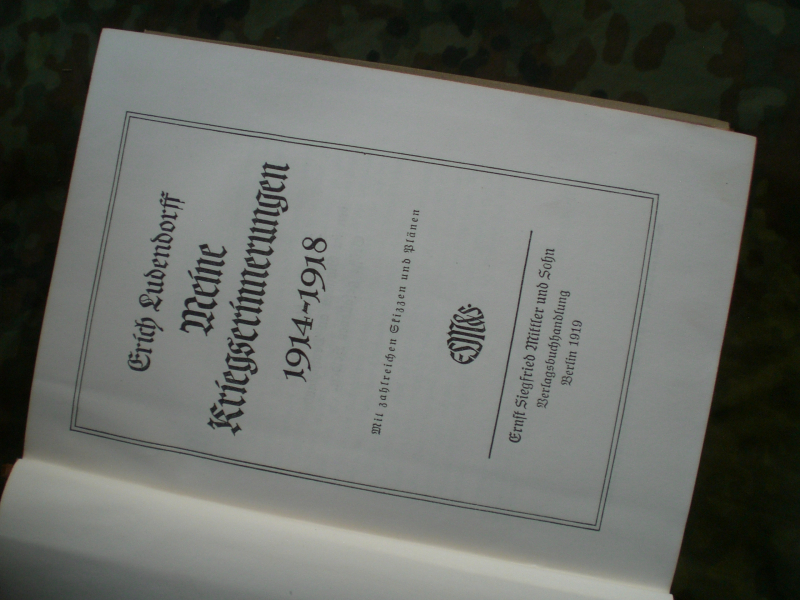 Erich Ludendorff
Meine
Kriegserinnerungen
1914-1918
Mit zahlreichen Skizzen und Plänen
ESM&S.
Ernst Siegfried Mittler und Sohn
Verlagsbuchhandlung
Berlin 1919